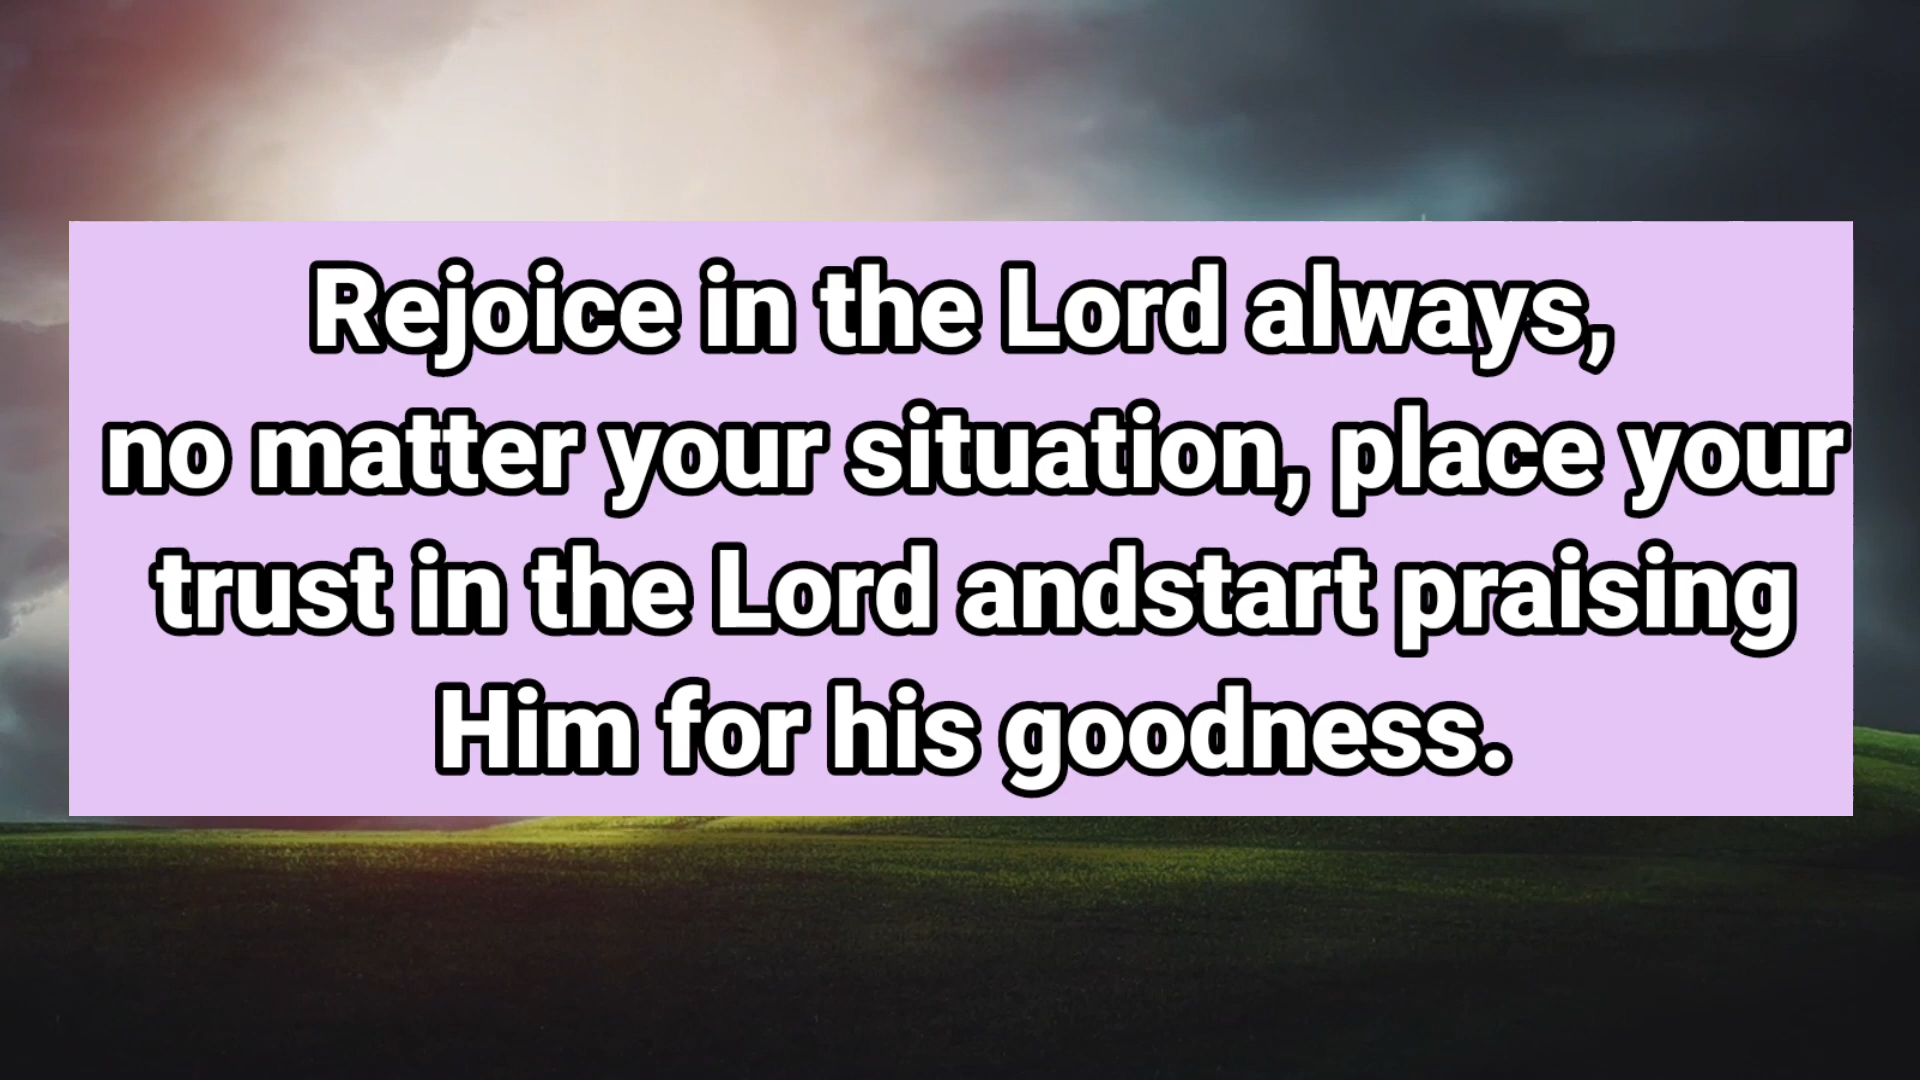 Rejoice in the Lord always,
no matter your situation, place your
trust in the Lord andstart praising
Him for his goodness.